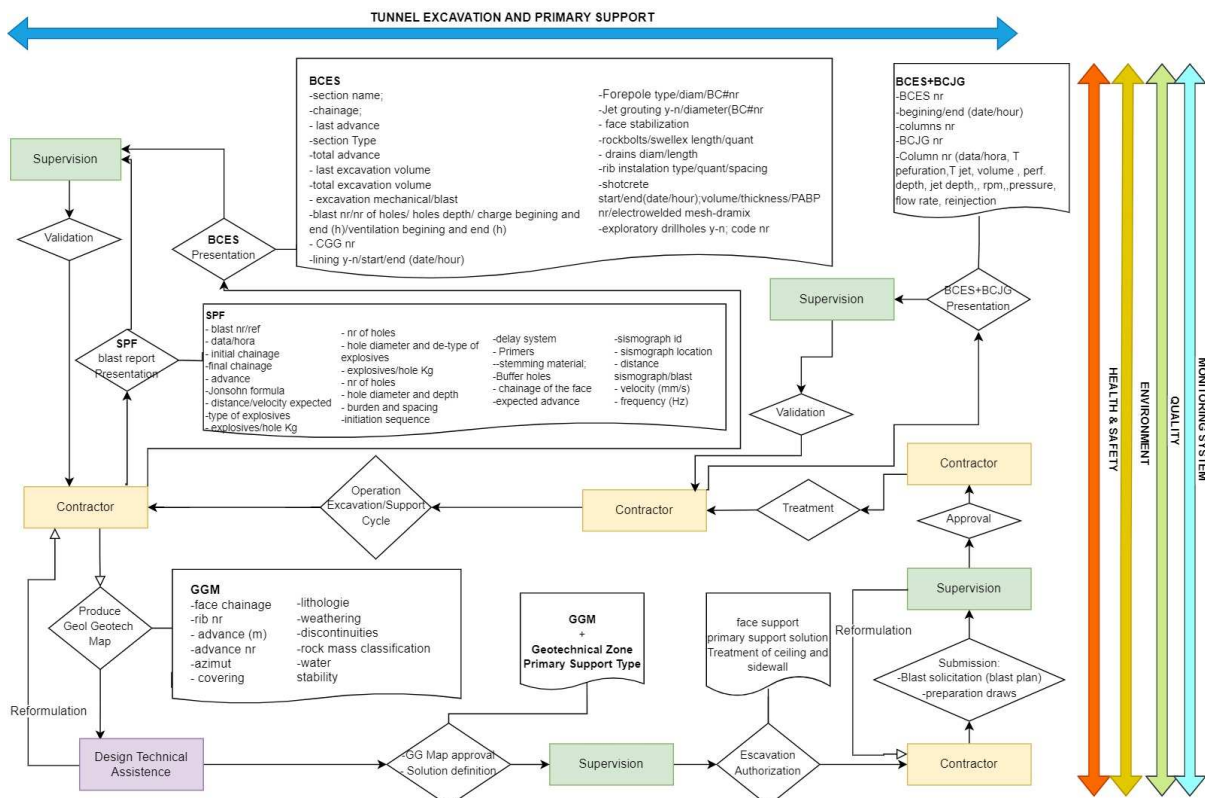 TUNNEL EXCAVATION AND PRIMARY SUPPORT
BCES
-section name;
-chainage;
- last advance
-section Type
-total advance
- last excavation volume
-total excavation volume
- excavation mechanical/blast
-blast nr/nr of holes/ holes depth/ charge begining and
end (h)/ventilation begining and end (h)
- CGG nr
-lining y-n/start/end (date/hour)
-Forepole type/diam/BC#nr
-Jet grouting y-n/diameter(BC#nr
- face stabilization
-rockbolts/swellex length/quant
- drains diam/length
-rib instalation type/quant/spacing
-shotcrete
start/end(date/hour);volume/thickness/PABP
nr/electrowelded mesh-dramix
-exploratory drillholes y-n; code nr
BCES+BCJG
-BCES nr
-begining/end (date/hour)
-columns nr
-BCJG nr
-Column nr (data/hora, T
pefuration,T jet, volume , perf.
depth, jet depth,, rpm,,pressure,
flow rate, reinjection
Supervision
Validation
BCES
Presentation
SPF
blast report
Presentation
SPF
- blast nr/ref
- data/hora
- initial chainage
-final chainage
- advance
-Jonsohn formula
- distance/velocity expected
-type of explosives
- explosives/hole Kg
- nr of holes
- hole diameter and de-type of
explosives
- explosives/hole Kg
- nr of holes
- hole diameter and depth
- burden and spacing
-initiation sequence
-delay system
- Primers
--stemming material;
-Buffer holes
- chainage of the face
-expected advance
-sismograph id
- sismograph location
- distance
sismograph/blast
- velocity (mm/s)
- frequency (Hz)
Supervision
BCES+BCJG
Presentation
Validation
HEALTH & SAFETY
ENVIRONMENT
QUALITY
MONITORING SYSTEM
Contractor
Operation
Excavation/Support
Cycle
Contractor
Treatment
Contractor
Approval
Supervision
Reformulation
Submission:
-Blast solicitation (blast plan)
-preparation draws
Contractor
Produce
Geol Geotech
Map
GGM
-face chainage
-rib nr
- advance (m)
-advance nr
-azimut
- covering
-lithologie
-weathering
-discontinuities
-rock mass classification
-water
stability
GGM
+
Geotechnical Zone
Primary Support Type
face support
primary support solution
Treatment of ceiling and
sidewall
Reformulation
Design Technical
Assistence
-GG Map approval
- Solution definition
Supervision
Escavation
Authorization